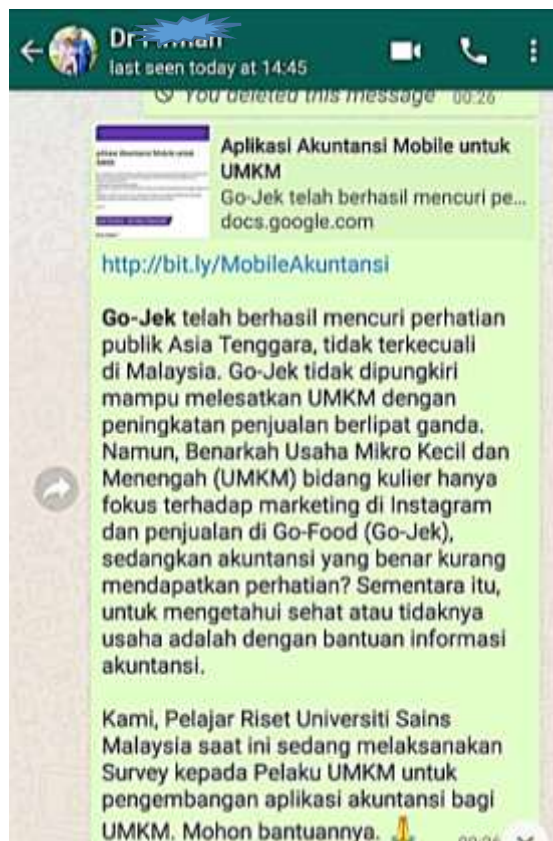 Dr
last seen today at 14:45
You deleted this message 00:26
Aplikasi Akuntansi Mobile untuk
UMKM
Go-Jek telah berhasil mencuri pe...
docs.google.com
http://bit.ly/MobileAkuntansi
Go-Jek telah berhasil mencuri perhatian
publik Asia Tenggara, tidak terkecuali
di Malaysia. Go-Jek tidak dipungkiri
mampu melesatkan UMKM dengan
peningkatan penjualan berlipat ganda.
Namun, Benarkah Usaha Mikro Kecil dan
Menengah (UMKM) bidang kulier hanya
fokus terhadap marketing di Instagram
dan penjualan di Go-Food (Go-Jek),
sedangkan akuntansi yang benar kurang
mendapatkan perhatian? Sementara itu,
untuk mengetahui sehat atau tidaknya
usaha adalah dengan bantuan informasi
akuntansi.
Kami, Pelajar Riset Universiti Sains
Malaysia saat ini sedang melaksanakan
Survey kepada Pelaku UMKM untuk
pengembangan aplikasi akuntansi bagi
UMKM. Mohon bantuannya. 🙏